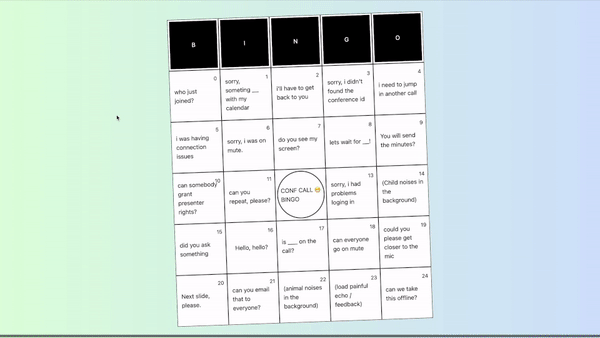 B I N G O
0
who just
joined?
1
sorry,
someting __
with my
calendar
2
i'll have to get
back to you
3
sorry, i didn't
found the
conference id
4
i need to jump
in another call
5
i was having
connection
issues
6
sorry, i was on
mute.
7
do you see my
screen?
8
lets wait for __!
9
You will send
the minutes?
10
can somebody
grant
presenter
rights?
11
can you
repeat, please?
CONF CALL 😷
BINGO
13
sorry, i had
problems
loging in
14
(Child noises in
the
background)
15
did you ask
something
16
Hello, hello?
17
is ___ on the
call?
18
can everyone
go on mute
19
could you
please get
closer to the
mic
20
Next slide,
please.
21
can you email
that to
everyone?
22
(animal noises
in the
background)
23
(load painful
echo /
feedback)
24
can we take
this offline?